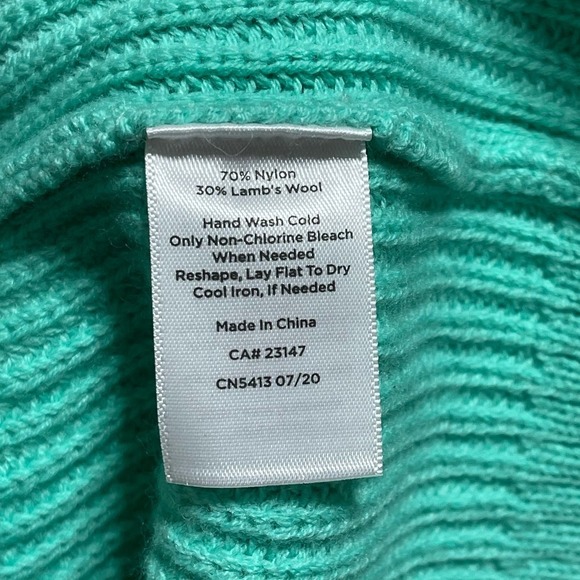 70% Nylon
30% Lamb's Wool
Hand Wash Cold
Only Non-Chlorine Bleach
When Needed
Reshape, Lay Flat To Dry
Cool Iron, If Needed
Made In China
CA# 23147
CN5413 07/20